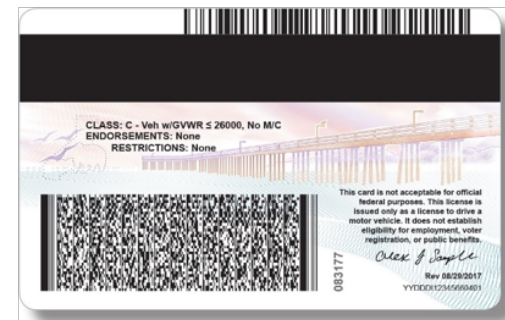 CLASS: C - Veh w/GVWR ≤ 26000, No M/C
ENDORSEMENTS: None
RESTRICTIONS: None
This card is not acceptable for official
federal purposes. This license is
issued only as a license to drive a
motor vehicle. It does not establish
eligibility for employment, voter
registration, or public benefits.
Alex J Sample
083177
Rev 08/29/2017